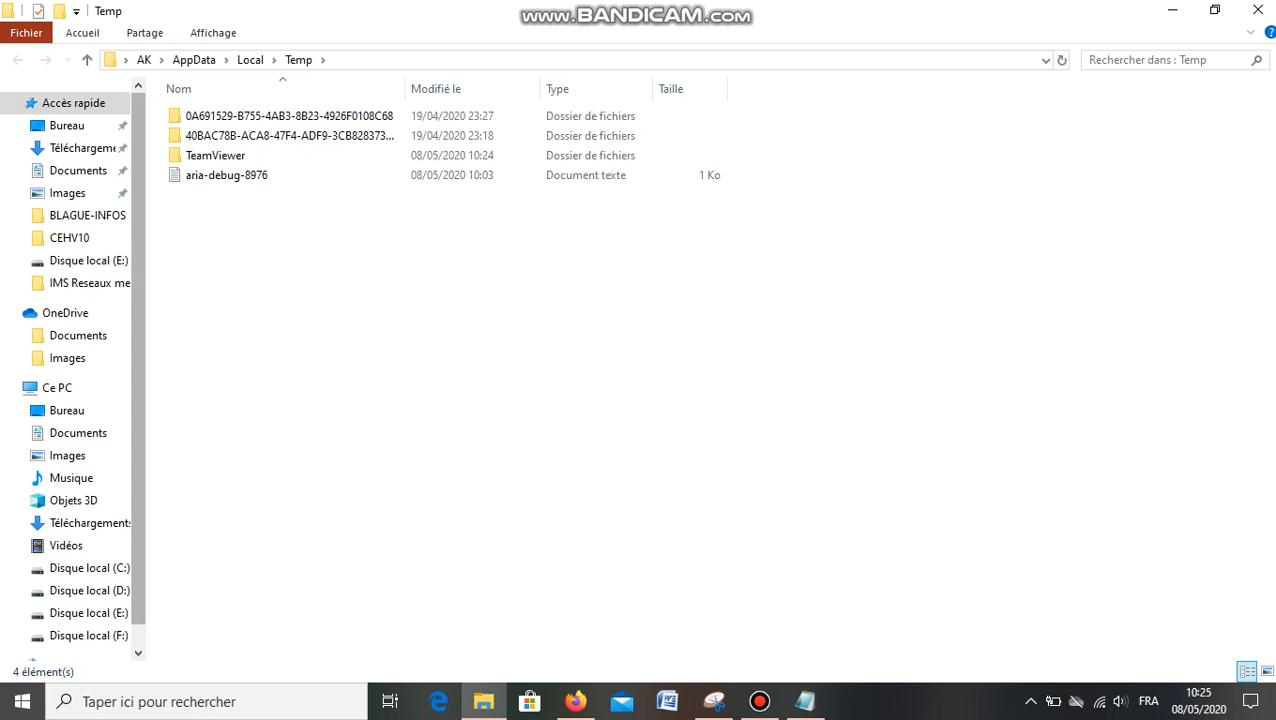 Temp
www.BANDICAM.com
Fichier Accueil Partage Affichage
AK AppData Local Temp Rechercher dans : Temp
Nom Modifié le Type Taille
0A691529-B755-4AB3-8B23-4926F0108C68 19/04/2020 23:27 Dossier de fichiers
40BAC78B-ACA8-47F4-ADF9-3CB828373... 19/04/2020 23:18 Dossier de fichiers
TeamViewer 08/05/2020 10:24 Dossier de fichiers
aria-debug-8976 08/05/2020 10:03 Document texte 1 Ko
Accès rapide
Bureau
Téléchargeme
Documents
Images
BLAGUE-INFOS
CEHV10
Disque local (E:)
IMS Reseaux me
OneDrive
Documents
Images
Ce PC
Bureau
Documents
Images
Musique
Objets 3D
Téléchargements
Vidéos
Disque local (C:)
Disque local (D:)
Disque local (E:)
Disque local (F:)
4 élément(s)
Taper ici pour rechercher
FRA
10:25
08/05/2020